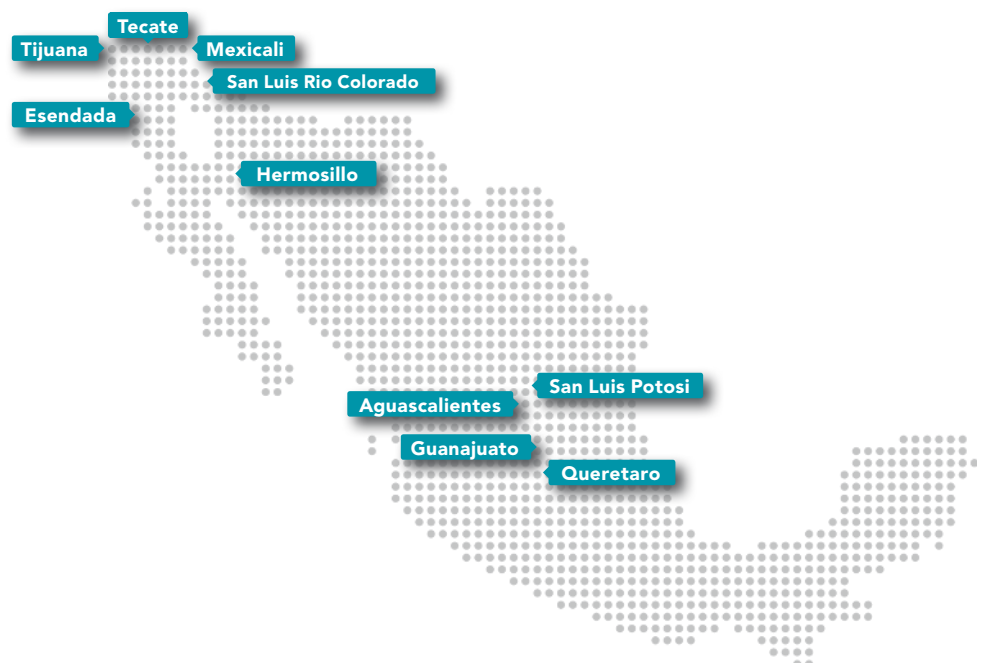 Tecate
Tijuana
Mexicali
San Luis Rio Colorado
Esendada
Hermosillo
San Luis Potosi
Aguascalientes
Guanajuato
Queretaro